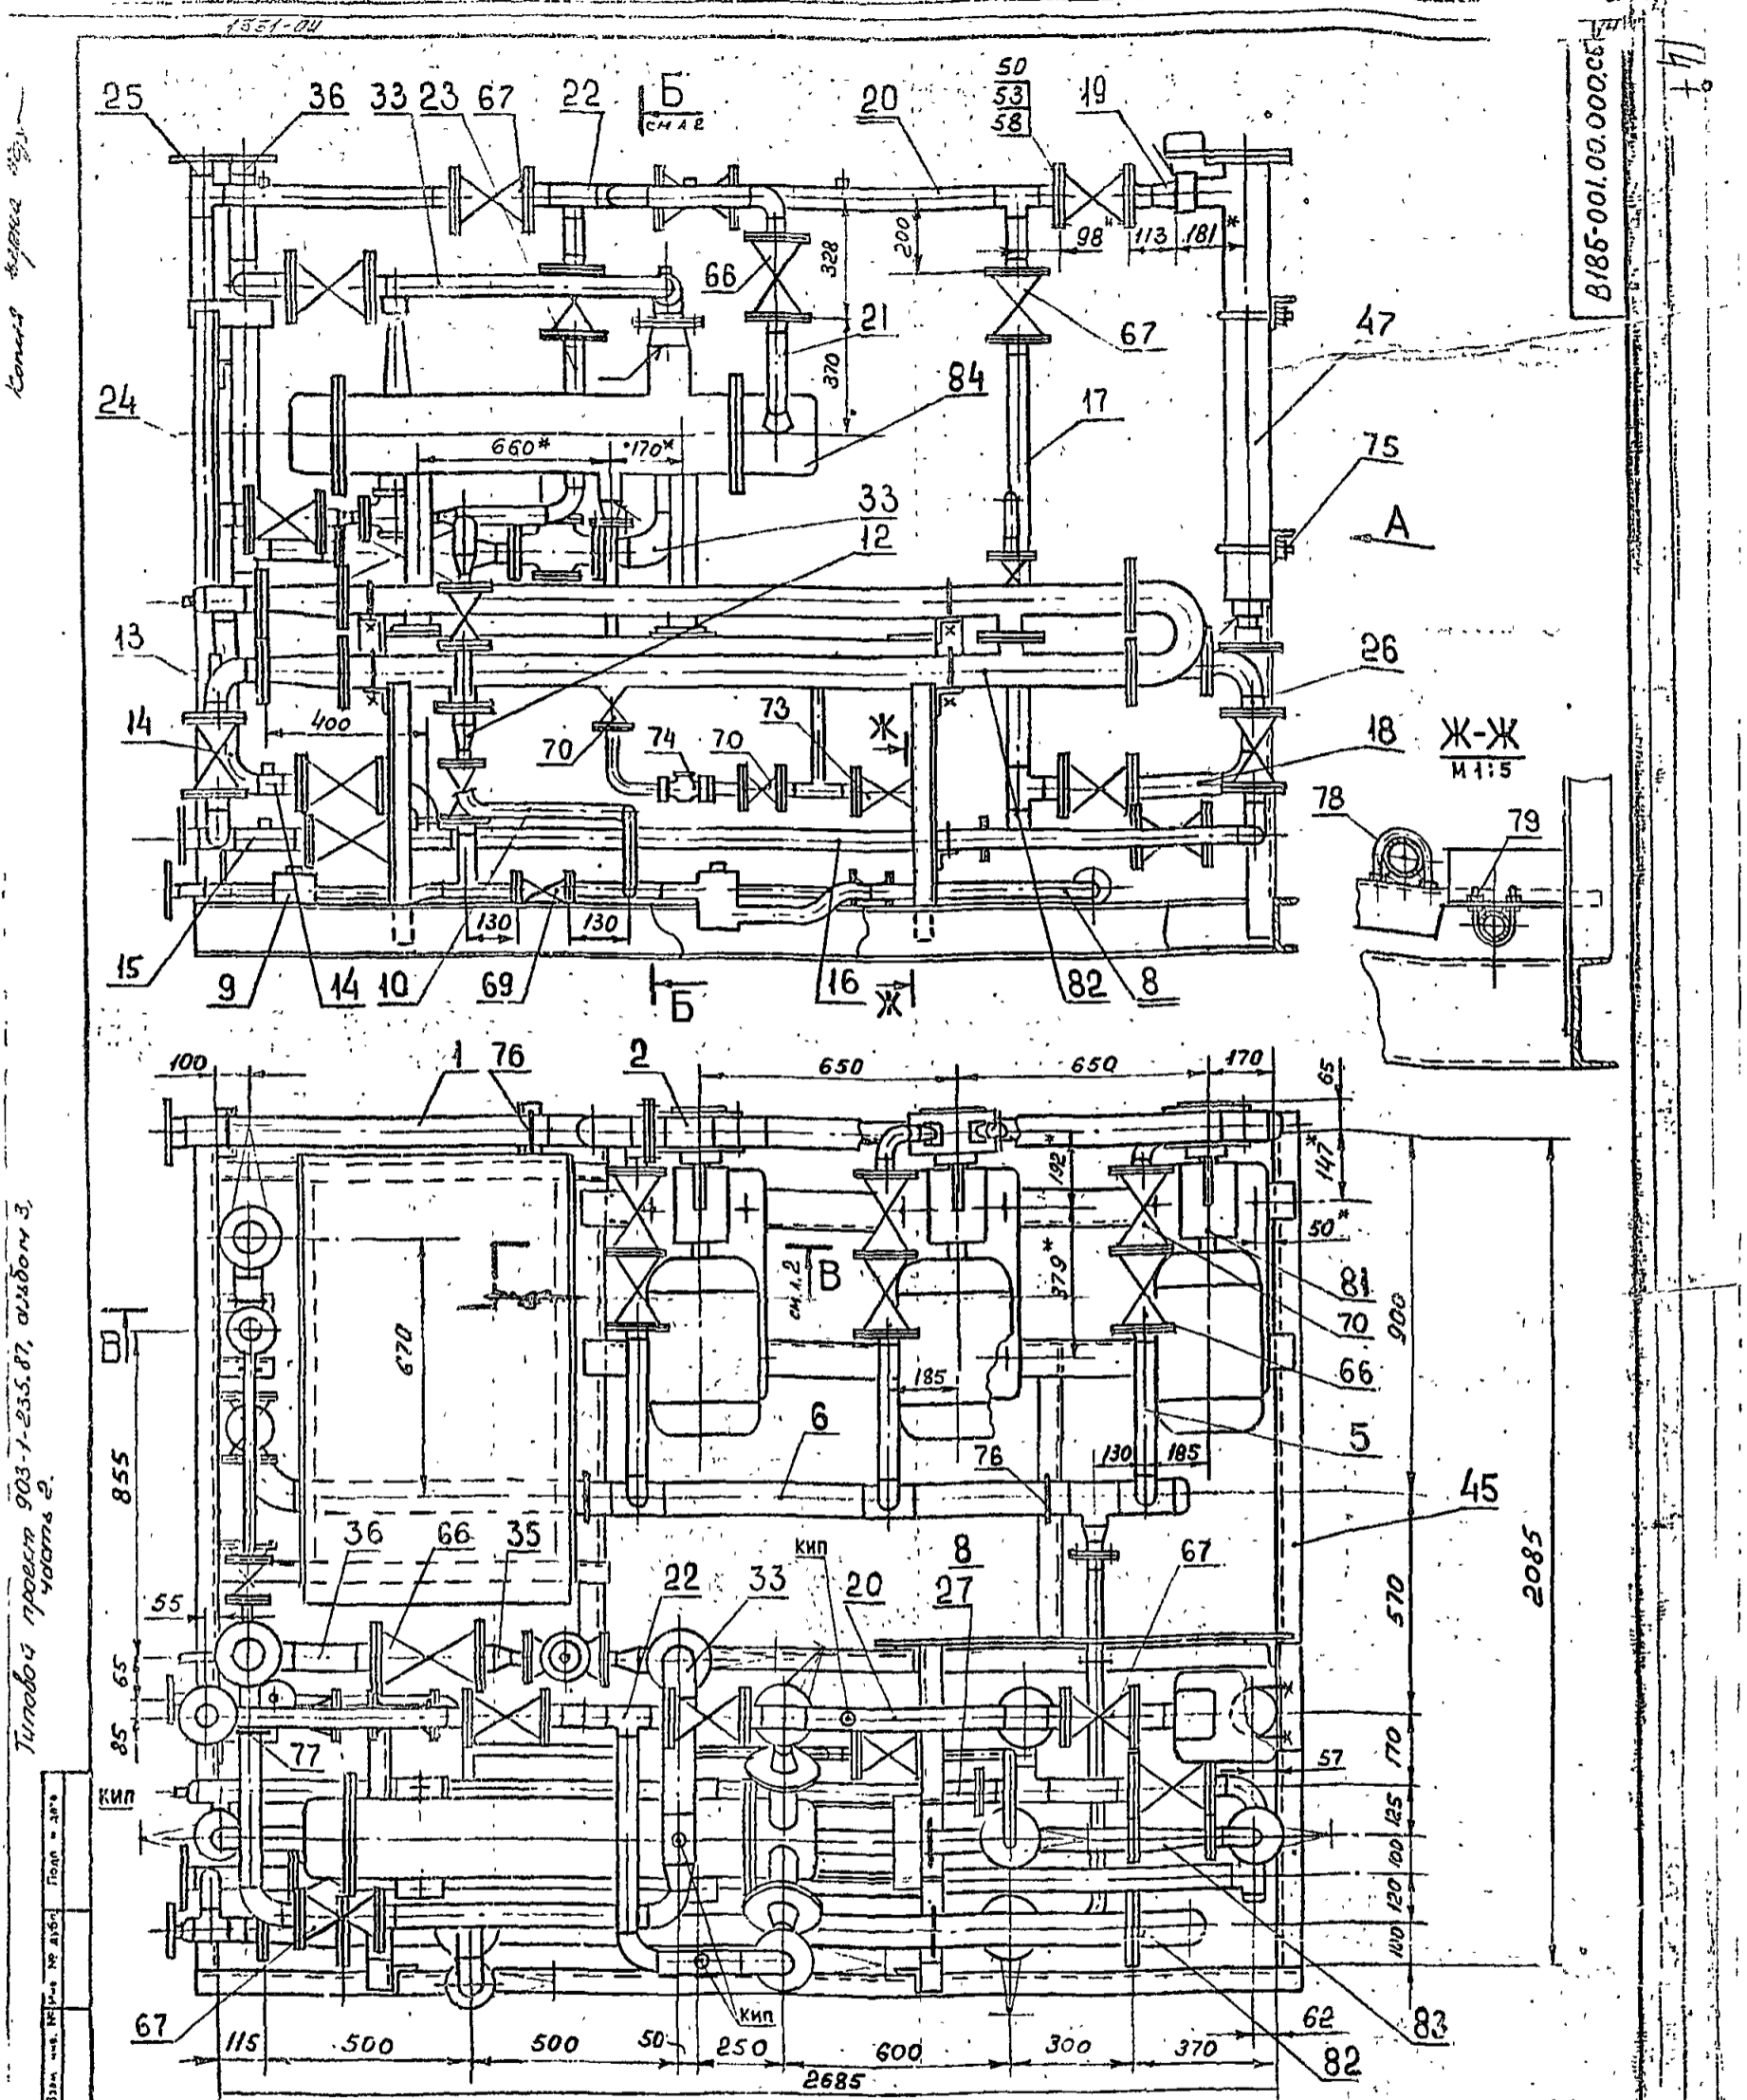 1351-04
В185-001.00.000СБ
25 36 33 23 67 22 Б 20 50 19
см л 2 53
58
98* 113 181*
200
328
66
21 67 47
370
24 84 17 75
660* 170*
33 А
12
13 26
14 400 70 74 70 73 Ж 18 Ж-Ж
М 1:5
78 79
130 130
15 9 14 10 69 Б 16 Ж 82 8
100 1 76 2 650 650 170 65
192* 147*
50*
см.л.2 В 379* 81
670 70 900
В 66
185
855 6 5
76 130 185 45
36 66 35 КИП 8 67
22 33 20 27 570 2085
55
65
85
77 57 170
КИП 125
100
120
100
67 КИП 62 83
115 500 500 50 250 600 300 370 82
2685
Типовой проект 903-1-235.87, альбом 3,
часть 2.
Подп и дата